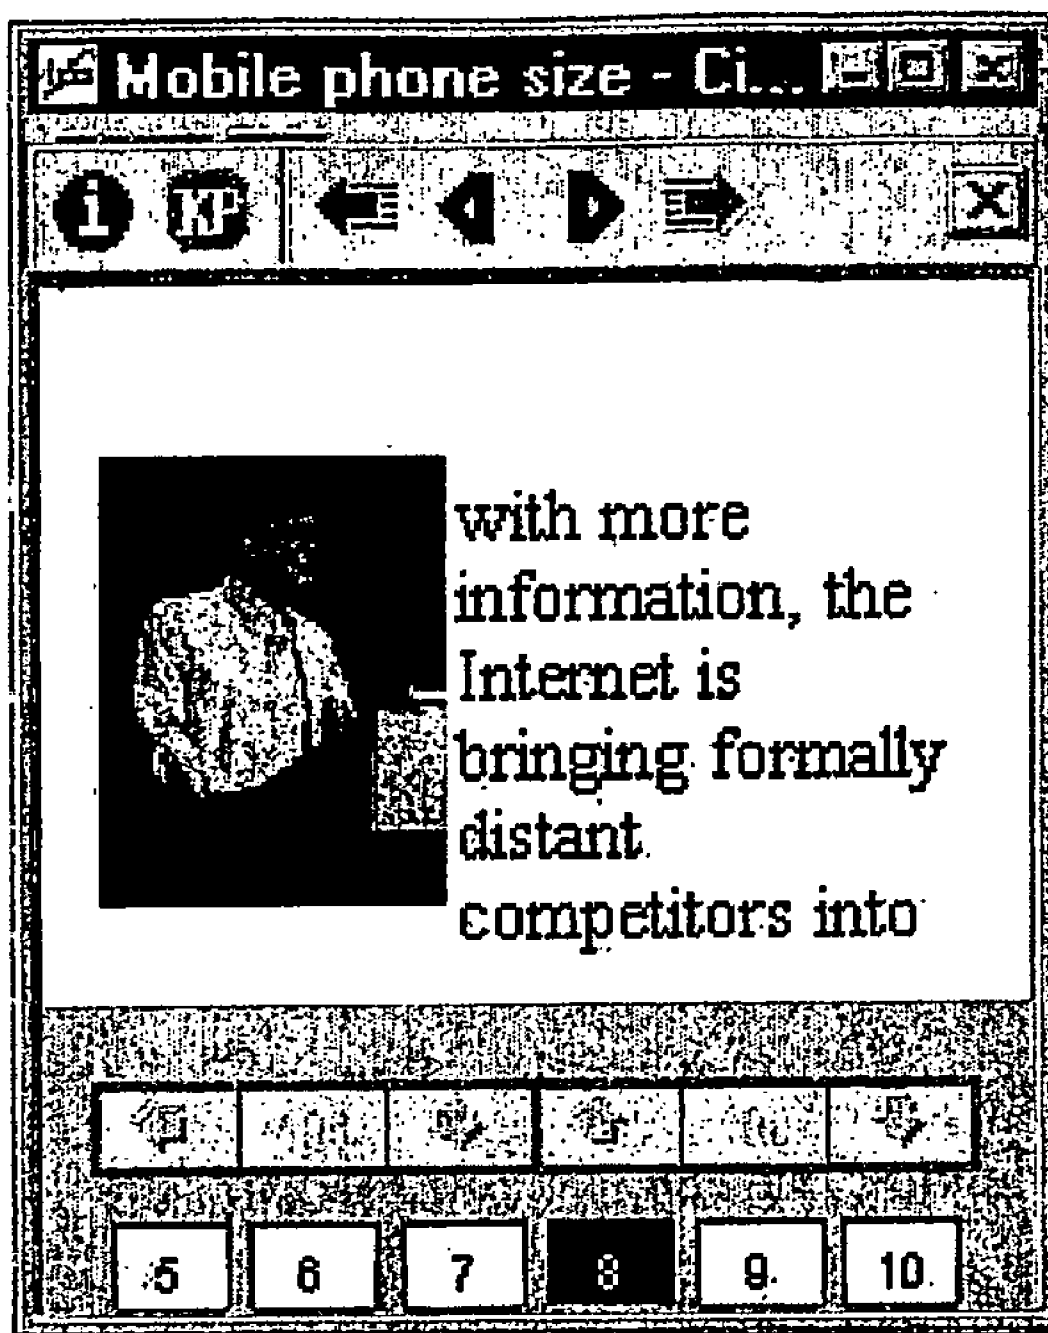 Mobile phone size - Ci...
i
with more
information, the
Internet is
bringing formally
distant
competitors into
5 6 7 8 9 10